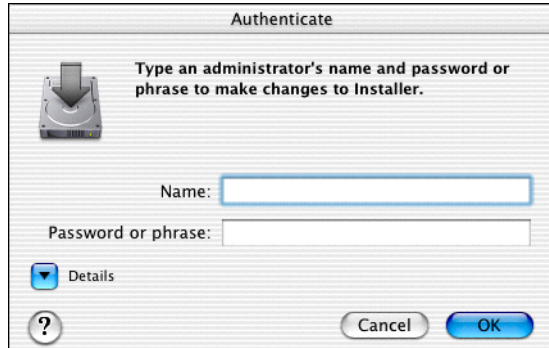 Authenticate
Type an administrator's name and password or
phrase to make changes to Installer.
Name:
Password or phrase:
Details
?
Cancel
OK